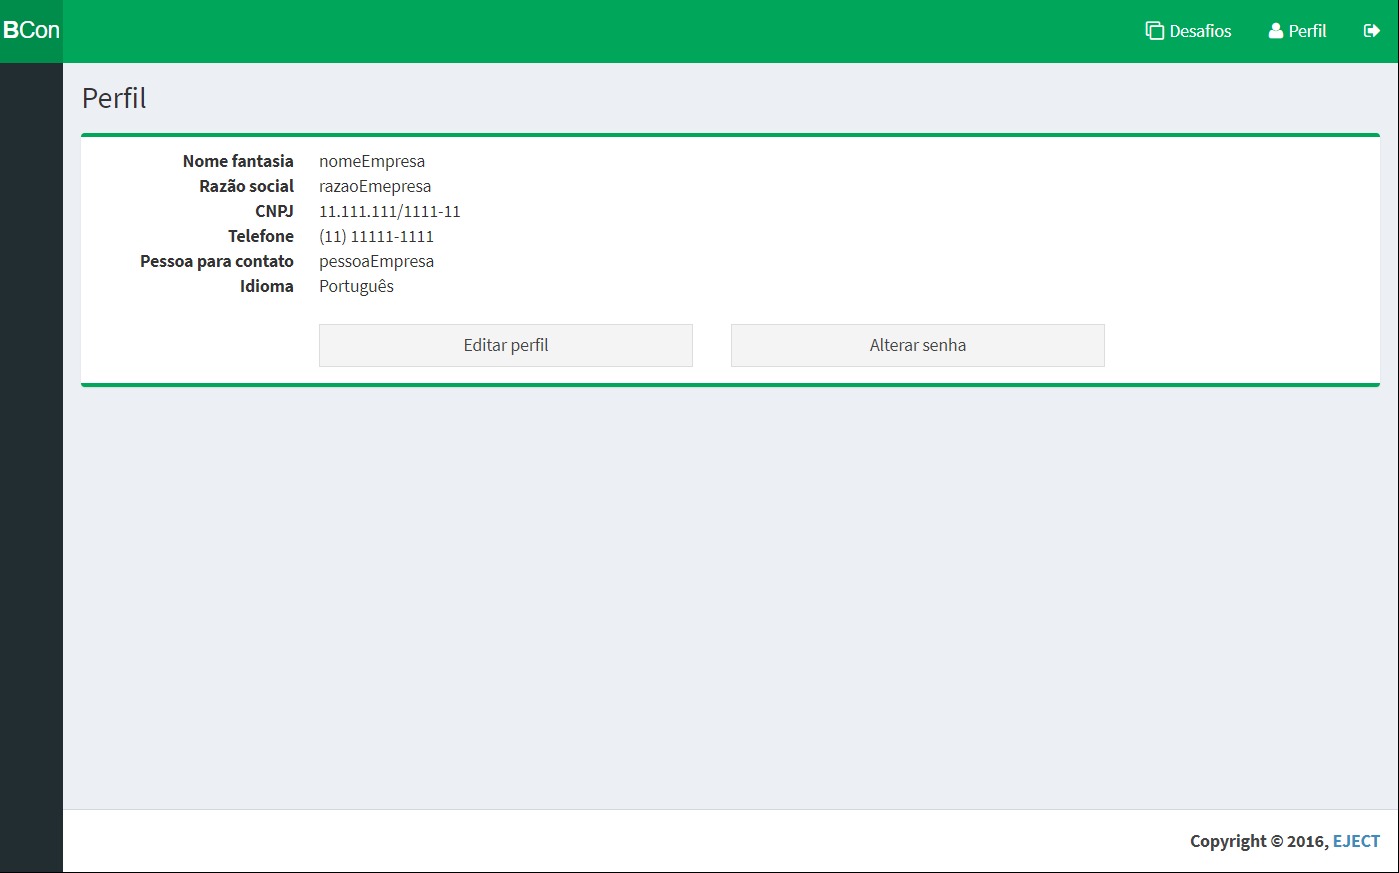 BCon
Desafios
Perfil
Perfil
Nome fantasia nomeEmpresa
Razão social razaoEmepresa
CNPJ 11.111.111/1111-11
Telefone (11) 11111-1111
Pessoa para contato pessoaEmpresa
Idioma Português
Editar perfil
Alterar senha
Copyright © 2016, EJECT